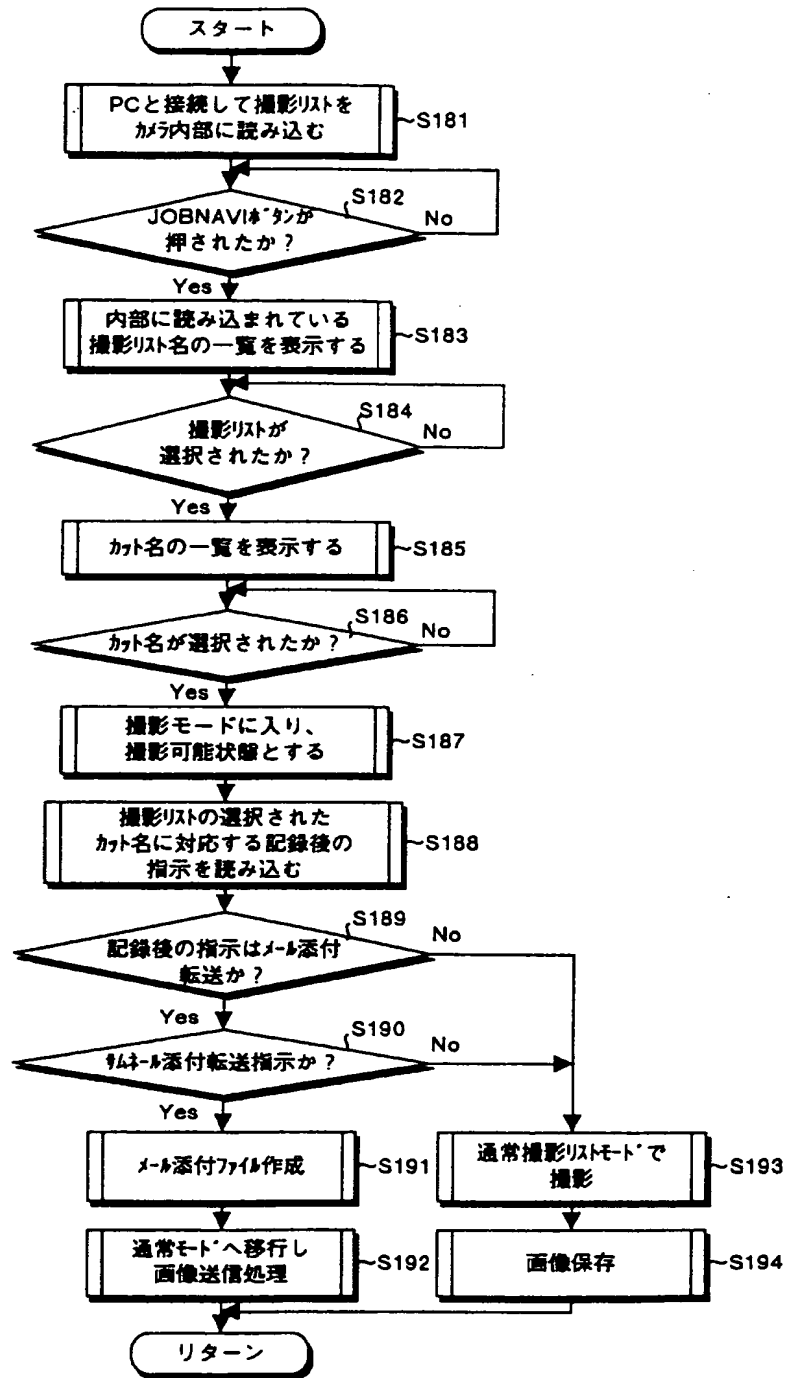 スタート
PCと接続して撮影リストを
カメラ内部に読み込む
S181
S182
JOBNAVIボタンが
押されたか？
No
Yes
内部に読み込まれている
撮影リスト名の一覧を表示する
S183
S184
撮影リストが
選択されたか？
No
Yes
カット名の一覧を表示する
S185
S186
カット名が選択されたか？
No
Yes
撮影モードに入り、
撮影可能状態とする
S187
撮影リストの選択された
カット名に対応する記録後の
指示を読み込む
S188
S189
記録後の指示はメール添付
転送か？
No
Yes
S190
サムネール添付転送指示か？
No
Yes
メール添付ファイル作成
S191
通常撮影リストモードで
撮影
S193
通常モードへ移行し
画像送信処理
S192
画像保存
S194
リターン